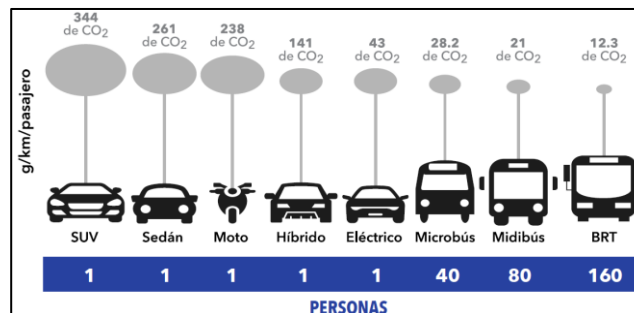 344
de CO₂
261
de CO₂
238
de CO₂
141
de CO₂
43
de CO₂
28.2
de CO₂
21
de CO₂
12.3
de CO₂
g/km/pasajero
SUV Sedán Moto Híbrido Eléctrico Microbús Midibús BRT
1 1 1 1 1 40 80 160
PERSONAS